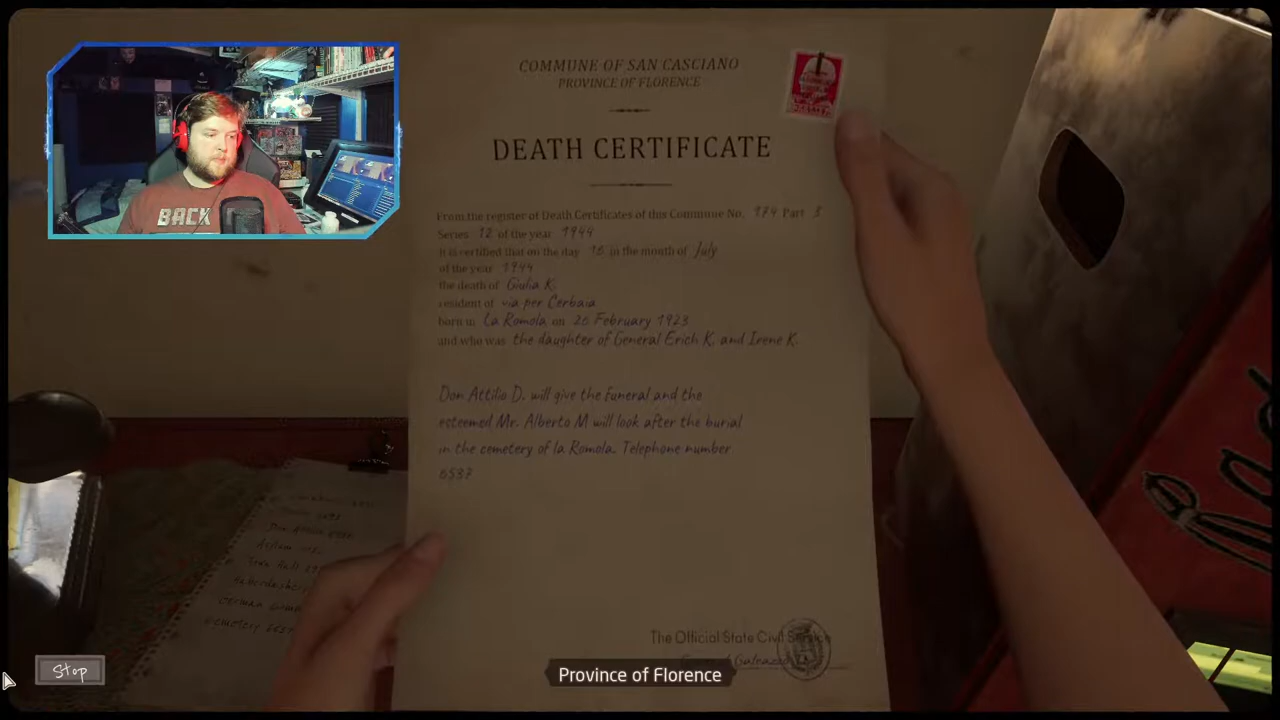 COMMUNE OF SAN CASCIANO
PROVINCE OF FLORENCE
DEATH CERTIFICATE
From the register of Death Certificates of this Commune No. 174 Part 3
Series 12 of the year 1944
it is certified that on the day 16 in the month of July
of the year 1944
the death of Giulia K.
resident of via per Cerbaia
born in La Romola on 26 February 1923
and who was the daughter of General Erich K. and Irene K.
Don Attilio D. will give the funeral and the
esteemed Mr. Alberto M will look after the burial
in the cemetery of la Romola. Telephone number
6537
The Official State Civil Service
BACK
Don Attilio
Stop
Province of Florence